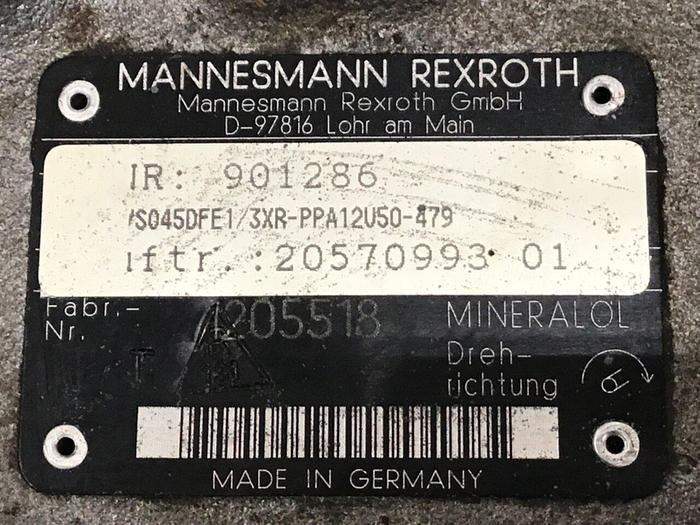 MANNESMANN REXROTH
Mannesmann Rexroth GmbH
D-97816 Lohr am Main
IR: 901286
/S045DFE1/3XR-PPA12U50-479
iftr.:20570993 01
Fabr.-
Nr.
1205518
MINERALÖL
Dreh-
richtung
R
MADE IN GERMANY